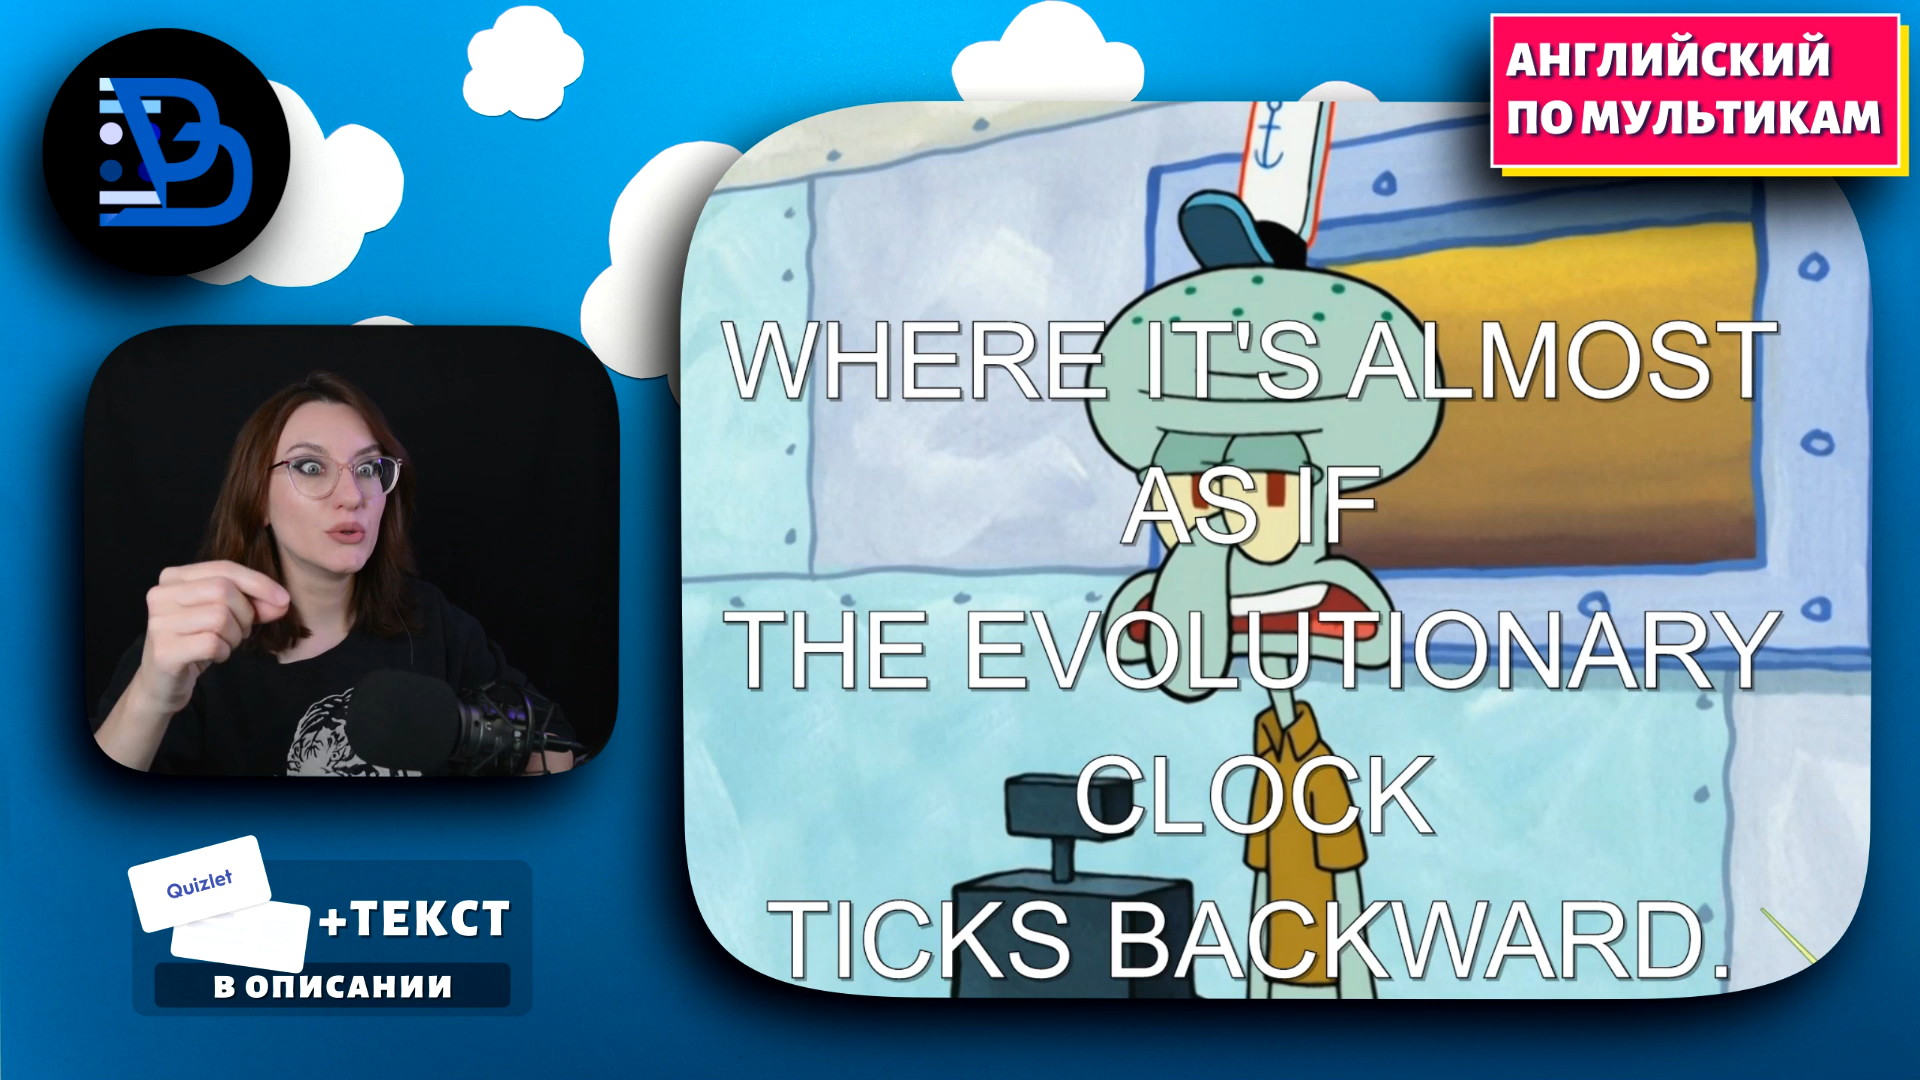 АНГЛИЙСКИЙ
ПО МУЛЬТИКАМ
WHERE IT'S ALMOST
AS IF
THE EVOLUTIONARY
CLOCK
TICKS BACKWARD.
Quizlet
+ТЕКСТ
В ОПИСАНИИ